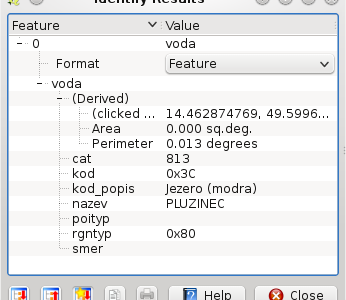 Identify Results
Feature Value
0 voda
Format Feature
voda
(Derived)
(clicked ... 14.462874769, 49.5996...
Area 0.000 sq.deg.
Perimeter 0.013 degrees
cat 813
kod 0x3C
kod_popis Jezero (modra)
nazev PLUZINEC
poityp
rgntyp 0x80
smer
Help Close